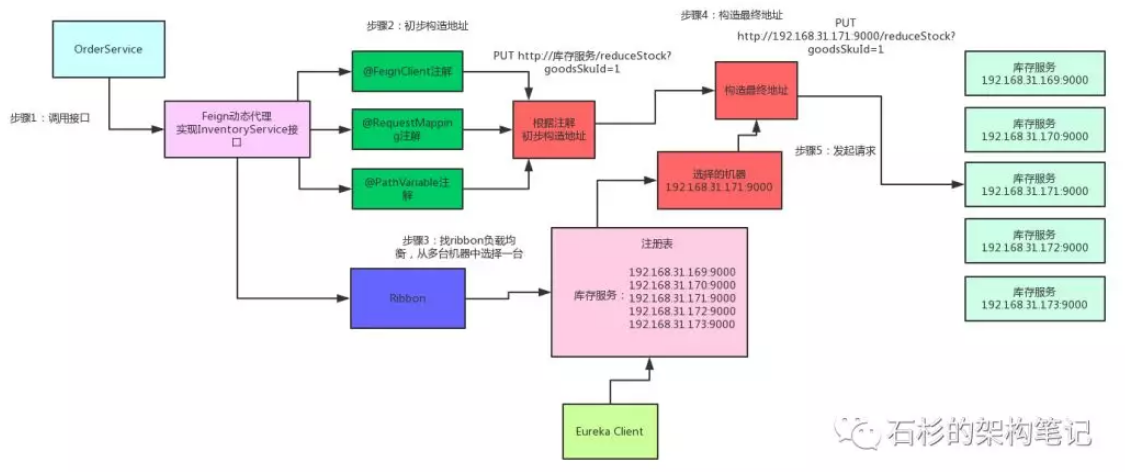 步骤2：初步构造地址
步骤4：构造最终地址
PUT
http://192.168.31.171:9000/reduceStock?
goodsSkuId=1
OrderService
PUT http://库存服务/reduceStock?
goodsSkuId=1
@FeignClient注解
步骤1：调用接口
Feign动态代理
实现InventoryService接
口
@RequestMappin
g注解
@PathVariable注
解
根据注解
初步构造地址
构造最终地址
选择的机器
192.168.31.171:9000
步骤5：发起请求
库存服务
192.168.31.169:9000
库存服务
192.168.31.170:9000
库存服务
192.168.31.171:9000
库存服务
192.168.31.172:9000
库存服务
192.168.31.173:9000
步骤3：找ribbon负载均
衡，从多台机器中选择一台
Ribbon
注册表
库存服务：
192.168.31.169:9000
192.168.31.170:9000
192.168.31.171:9000
192.168.31.172:9000
192.168.31.173:9000
Eureka Client
石杉的架构笔记